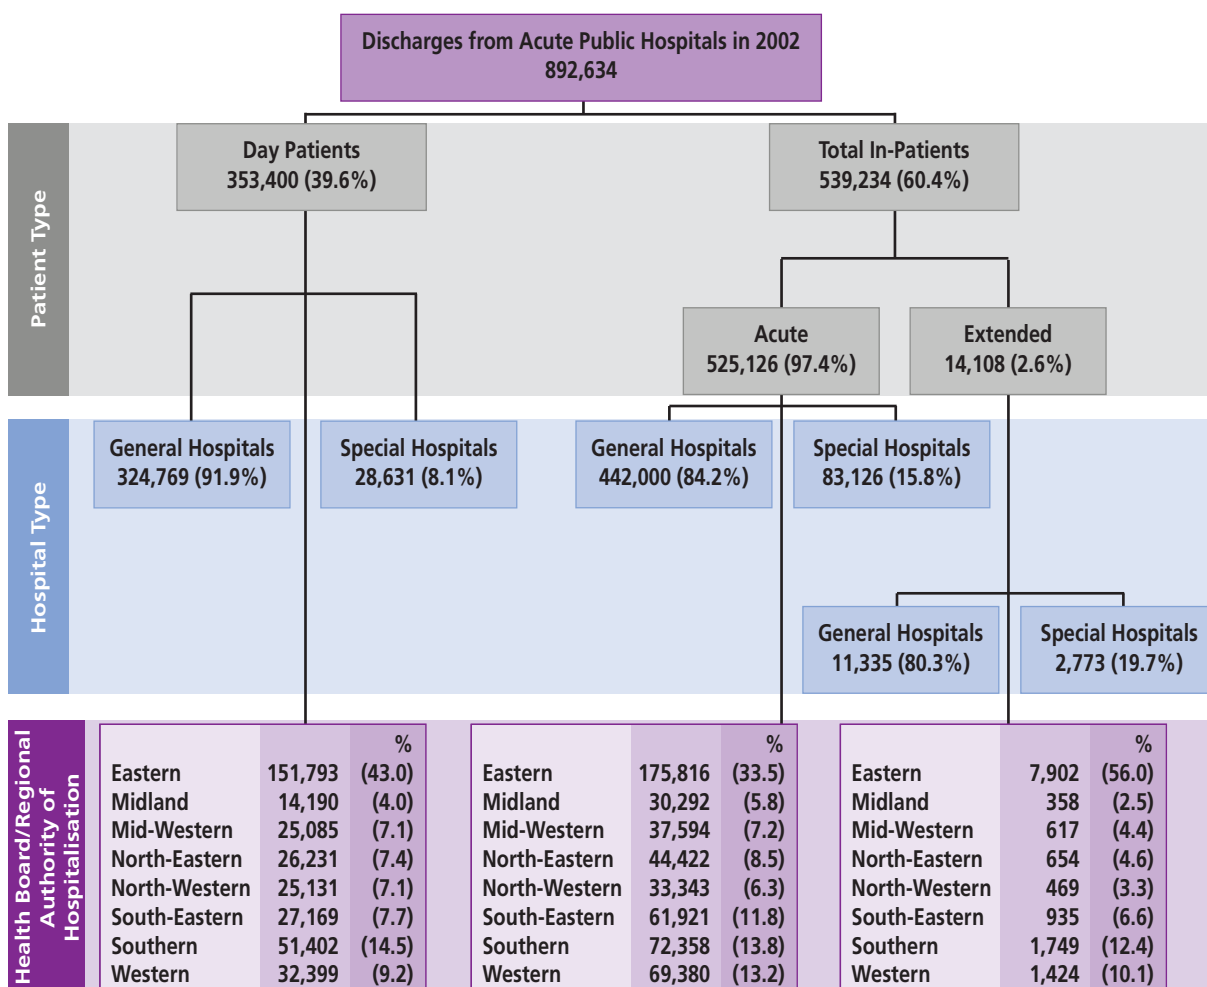 Discharges from Acute Public Hospitals in 2002
892,634
Patient Type
Day Patients
353,400 (39.6%)
Total In-Patients
539,234 (60.4%)
Acute
525,126 (97.4%)
Extended
14,108 (2.6%)
Hospital Type
General Hospitals
324,769 (91.9%)
Special Hospitals
28,631 (8.1%)
General Hospitals
442,000 (84.2%)
Special Hospitals
83,126 (15.8%)
General Hospitals
11,335 (80.3%)
Special Hospitals
2,773 (19.7%)
Health Board/Regional
Authority of
Hospitalisation
%
Eastern 151,793 (43.0)
Midland 14,190 (4.0)
Mid-Western 25,085 (7.1)
North-Eastern 26,231 (7.4)
North-Western 25,131 (7.1)
South-Eastern 27,169 (7.7)
Southern 51,402 (14.5)
Western 32,399 (9.2)
%
Eastern 175,816 (33.5)
Midland 30,292 (5.8)
Mid-Western 37,594 (7.2)
North-Eastern 44,422 (8.5)
North-Western 33,343 (6.3)
South-Eastern 61,921 (11.8)
Southern 72,358 (13.8)
Western 69,380 (13.2)
%
Eastern 7,902 (56.0)
Midland 358 (2.5)
Mid-Western 617 (4.4)
North-Eastern 654 (4.6)
North-Western 469 (3.3)
South-Eastern 935 (6.6)
Southern 1,749 (12.4)
Western 1,424 (10.1)